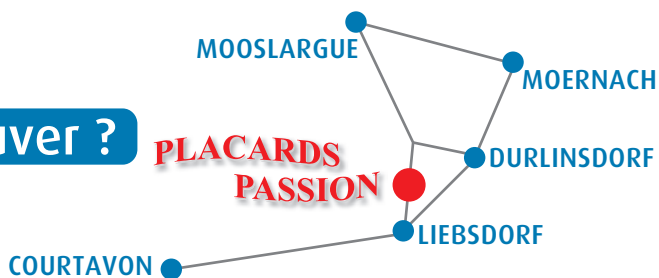 MOOSLARGUE
MOERNACH
uver ?
PLACARDS
PASSION
DURLINSDORF
LIEBSDORF
COURTAVON